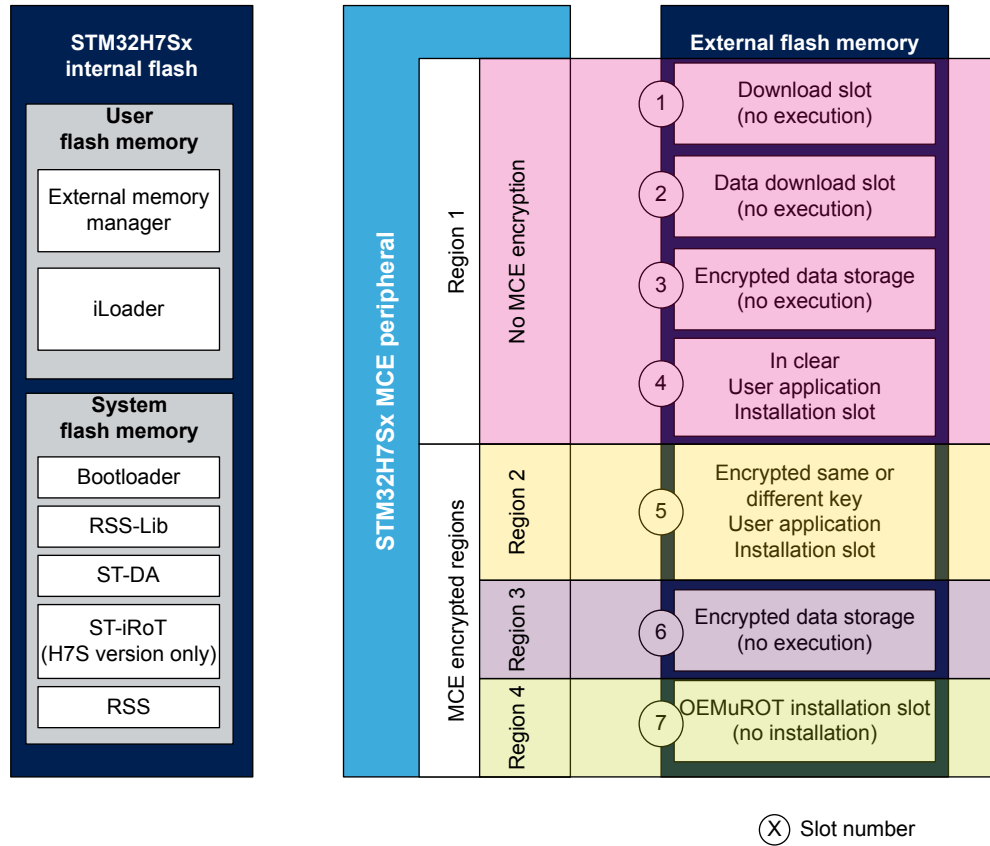 STM32H7Sx
internal flash
User
flash memory
External memory
manager
iLoader
System
flash memory
Bootloader
RSS-Lib
ST-DA
ST-iRoT
(H7S version only)
RSS
STM32H7Sx MCE peripheral
Region 1
No MCE encryption
MCE encrypted regions
Region 2
Region 3
Region 4
External flash memory
1
Download slot
(no execution)
2
Data download slot
(no execution)
3
Encrypted data storage
(no execution)
4
In clear
User application
Installation slot
5
Encrypted same or
different key
User application
Installation slot
6
Encrypted data storage
(no execution)
7
OEMuROT installation slot
(no installation)
X Slot number